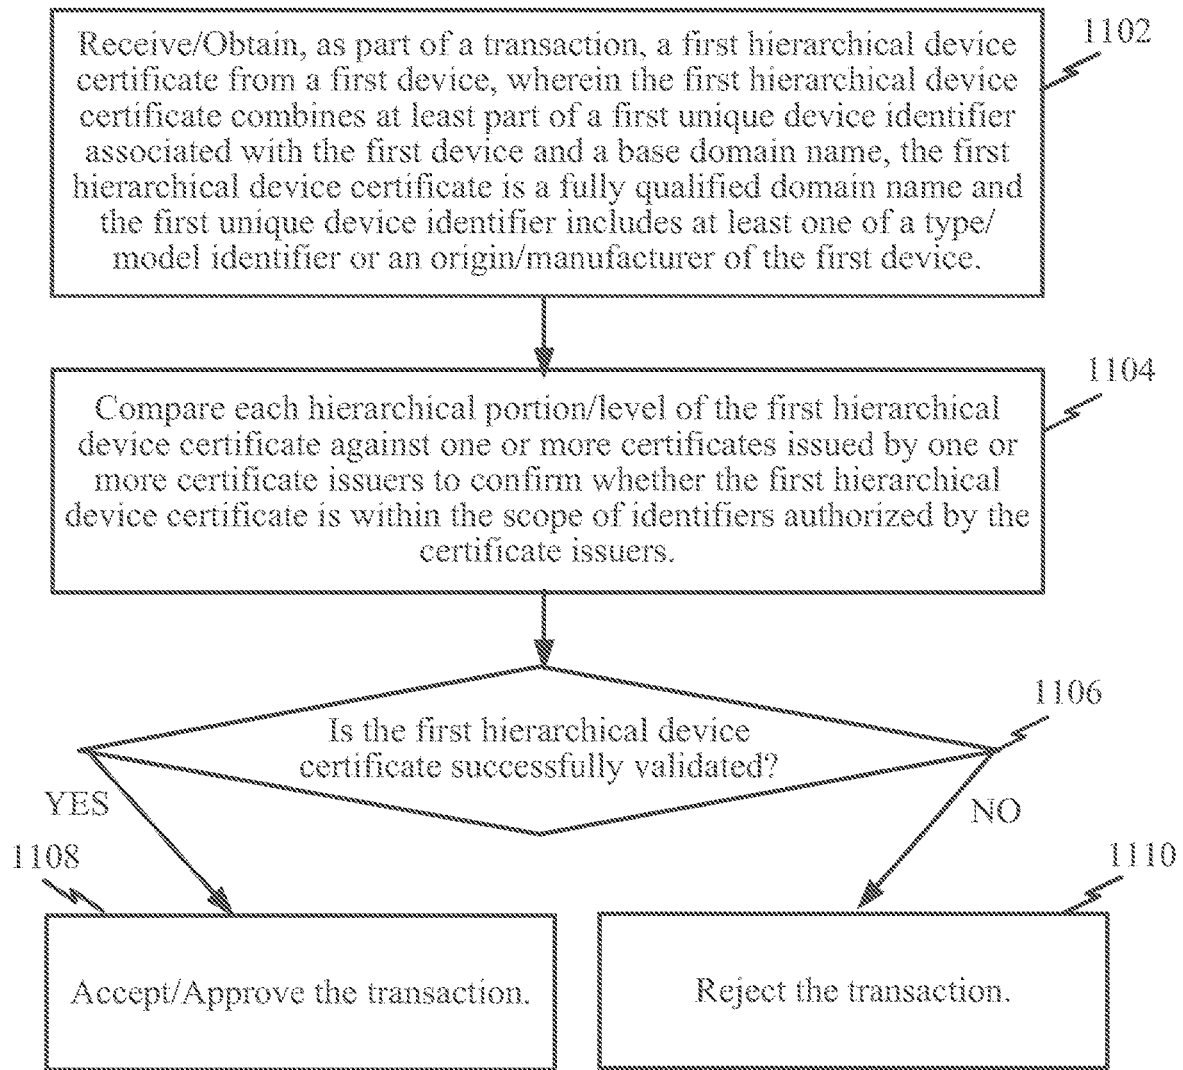 1102
Receive/Obtain, as part of a transaction, a first hierarchical device
certificate from a first device, wherein the first hierarchical device
certificate combines at least part of a first unique device identifier
associated with the first device and a base domain name, the first
hierarchical device certificate is a fully qualified domain name and
the first unique device identifier includes at least one of a type/
model identifier or an origin/manufacturer of the first device.
1104
Compare each hierarchical portion/level of the first hierarchical
device certificate against one or more certificates issued by one or
more certificate issuers to confirm whether the first hierarchical
device certificate is within the scope of identifiers authorized by the
certificate issuers.
1106
Is the first hierarchical device
certificate successfully validated?
YES
NO
1108
1110
Accept/Approve the transaction.
Reject the transaction.